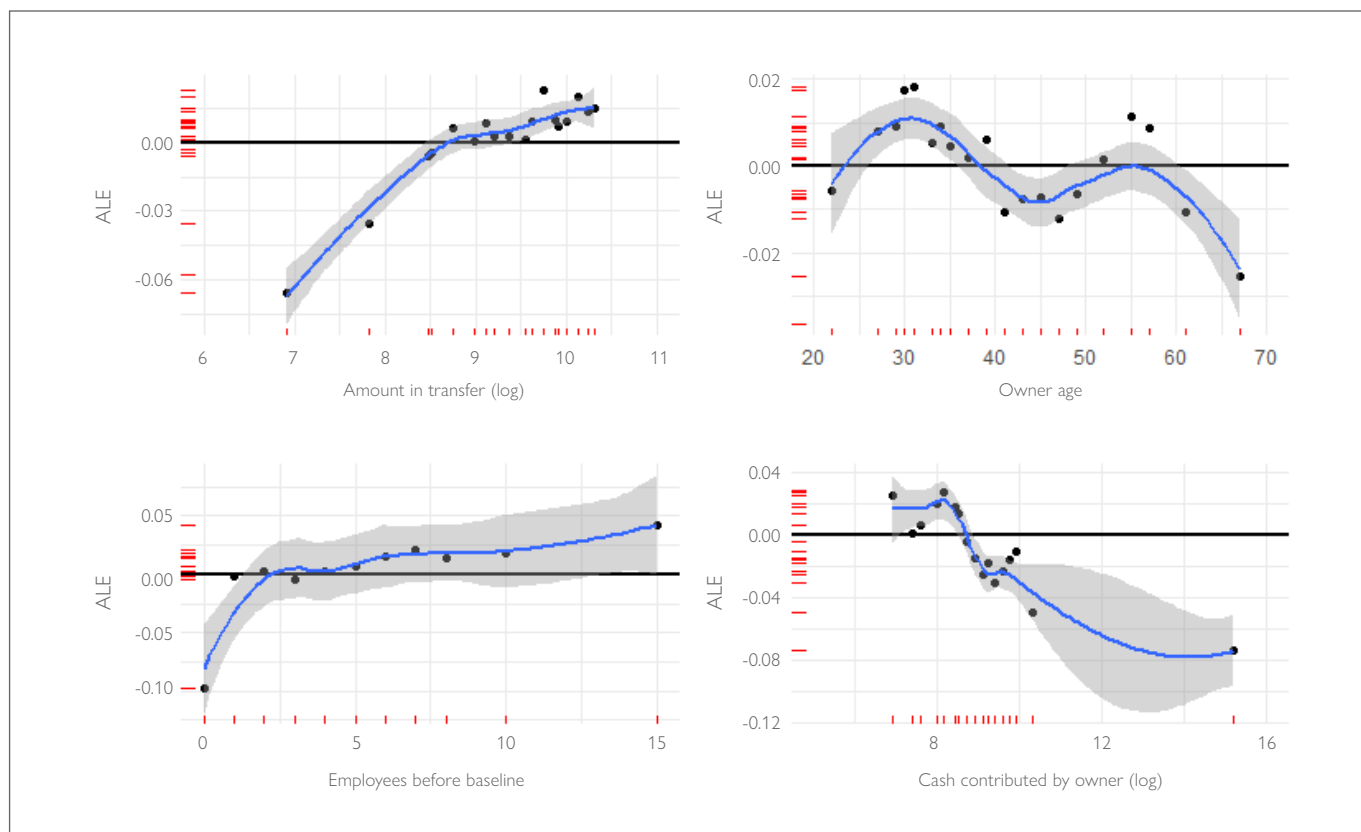 0.00
-0.03
-0.06
ALE
6 7 8 9 10 11
Amount in transfer (log)
0.02
0.00
-0.02
ALE
20 30 40 50 60 70
Owner age
0.05
0.00
-0.05
-0.10
ALE
0 5 10 15
Employees before baseline
0.04
0.00
-0.04
-0.08
-0.12
ALE
8 10 12 16
Cash contributed by owner (log)